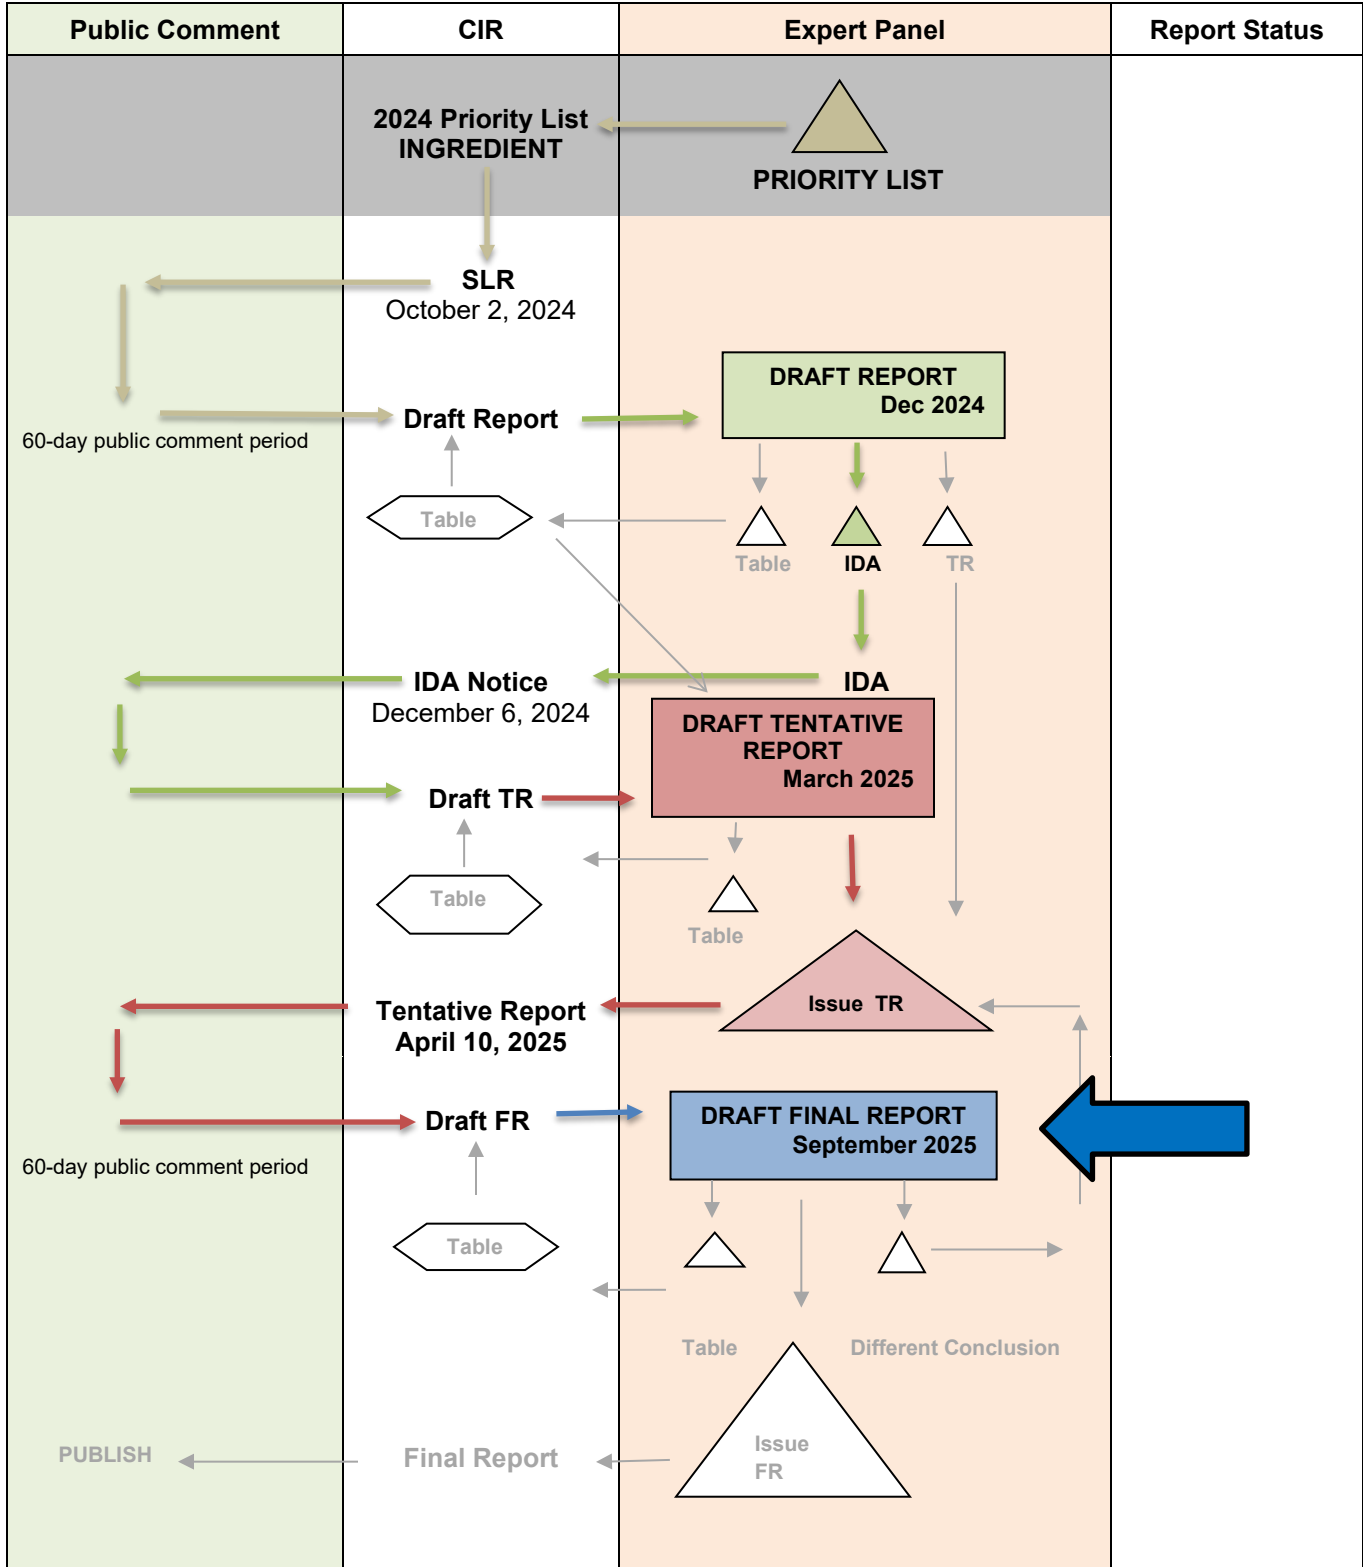 Public Comment
CIR
Expert Panel
Report Status
2024 Priority List
INGREDIENT
PRIORITY LIST
SLR
October 2, 2024
DRAFT REPORT
Dec 2024
60-day public comment period
Draft Report
Table
Table
IDA
TR
IDA Notice
December 6, 2024
IDA
DRAFT TENTATIVE
REPORT
March 2025
Draft TR
Table
Table
Tentative Report
April 10, 2025
Issue TR
60-day public comment period
Draft FR
DRAFT FINAL REPORT
September 2025
Table
Table
Different Conclusion
PUBLISH
Final Report
Issue
FR